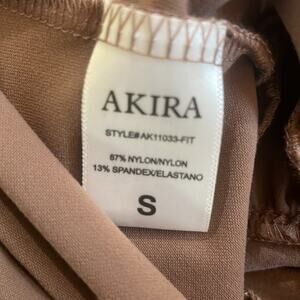 AKIRA
STYLE#AK11033-FIT
87% NYLON/NYLON
13% SPANDEX/ELASTANO
S